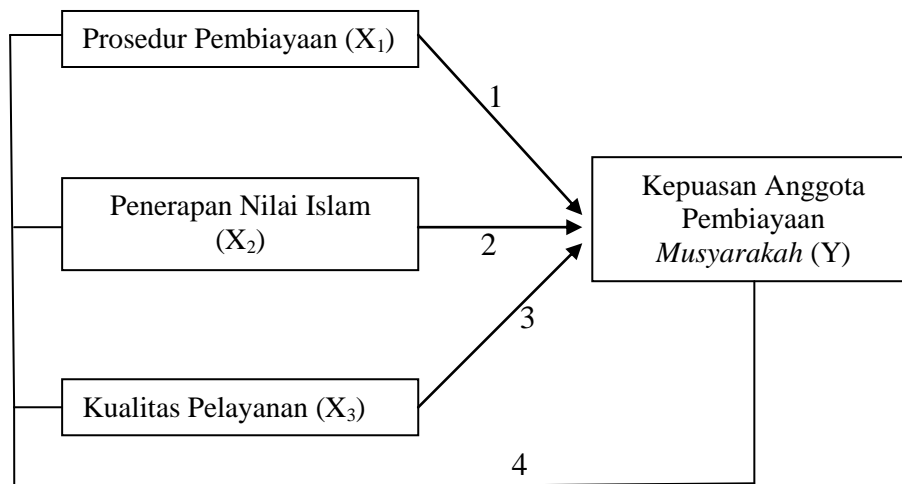 Prosedur Pembiayaan (X₁)
1
Penerapan Nilai Islam
(X₂)
2
Kepuasan Anggota
Pembiayaan
Musyarakah (Y)
3
Kualitas Pelayanan (X₃)
4